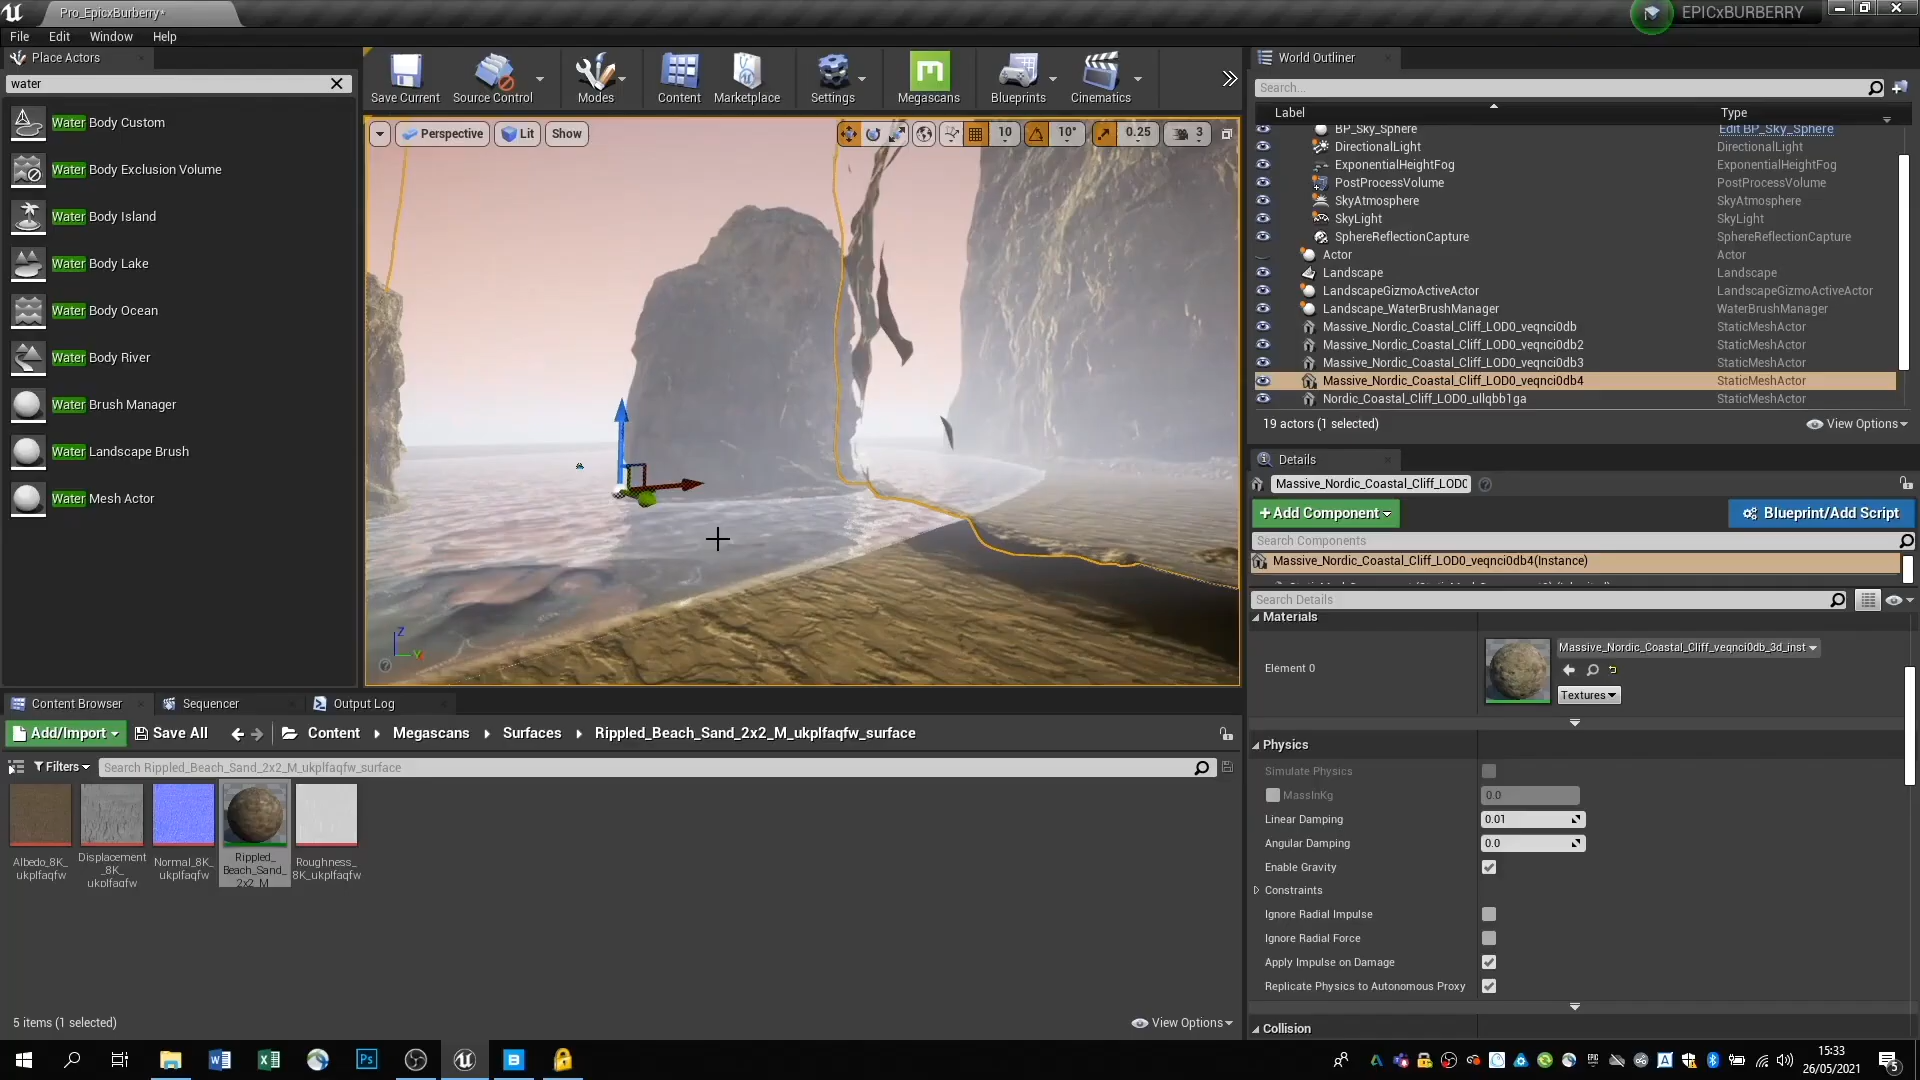 Pro_EpicxBurberry*
EPICxBURBERRY
File Edit Window Help
Place Actors
water
Water Body Custom
Water Body Exclusion Volume
Water Body Island
Water Body Lake
Water Body Ocean
Water Body River
Water Brush Manager
Water Landscape Brush
Water Mesh Actor
Save Current
Source Control
Modes
Content
Marketplace
Settings
Megascans
Blueprints
Cinematics
Perspective Lit Show
10 10° 0.25 3
World Outliner
Search...
Label Type
BP_Sky_Sphere Edit BP_Sky_Sphere
DirectionalLight DirectionalLight
ExponentialHeightFog ExponentialHeightFog
PostProcessVolume PostProcessVolume
SkyAtmosphere SkyAtmosphere
SkyLight SkyLight
SphereReflectionCapture SphereReflectionCapture
Actor Actor
Landscape Landscape
LandscapeGizmoActiveActor LandscapeGizmoActiveActor
Landscape_WaterBrushManager WaterBrushManager
Massive_Nordic_Coastal_Cliff_LOD0_veqnci0db StaticMeshActor
Massive_Nordic_Coastal_Cliff_LOD0_veqnci0db2 StaticMeshActor
Massive_Nordic_Coastal_Cliff_LOD0_veqnci0db3 StaticMeshActor
Massive_Nordic_Coastal_Cliff_LOD0_veqnci0db4 StaticMeshActor
Nordic_Coastal_Cliff_LOD0_ullqbb1ga StaticMeshActor
19 actors (1 selected) View Options
Details
Massive_Nordic_Coastal_Cliff_LOD0
+Add Component Blueprint/Add Script
Search Components
Massive_Nordic_Coastal_Cliff_LOD0_veqnci0db4(Instance)
Search Details
Materials
Element 0
Massive_Nordic_Coastal_Cliff_veqnci0db_3d_inst
Textures
Physics
Simulate Physics
MassInKg 0.0
Linear Damping 0.01
Angular Damping 0.0
Enable Gravity
Constraints
Ignore Radial Impulse
Ignore Radial Force
Apply Impulse on Damage
Replicate Physics to Autonomous Proxy
Collision
Z
Y
Content Browser Sequencer Output Log
Add/Import Save All Content Megascans Surfaces Rippled_Beach_Sand_2x2_M_ukplfaqfw_surface
Filters Search Rippled_Beach_Sand_2x2_M_ukplfaqfw_surface
Albedo_8K_
ukplfaqfw
Displacement
_8K_
ukplfaqfw
Normal_8K_
ukplfaqfw
Rippled_
Beach_Sand_
2x2_M_
Roughness_
8K_ukplfaqfw
5 items (1 selected) View Options
15:33
26/05/2021
5